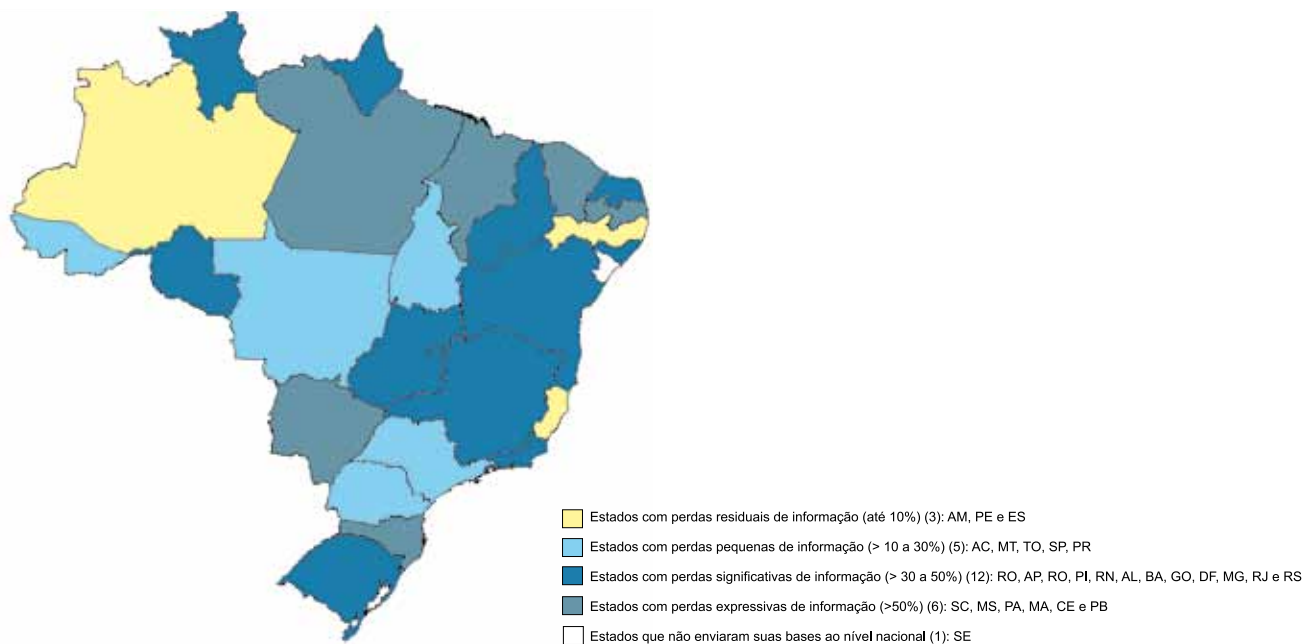 Estados com perdas residuais de informação (até 10%) (3): AM, PE e ES
Estados com perdas pequenas de informação (> 10 a 30%) (5): AC, MT, TO, SP, PR
Estados com perdas significativas de informação (> 30 a 50%) (12): RO, AP, RO, PI, RN, AL, BA, GO, DF, MG, RJ e RS
Estados com perdas expressivas de informação (>50%) (6): SC, MS, PA, MA, CE e PB
Estados que não enviaram suas bases ao nível nacional (1): SE